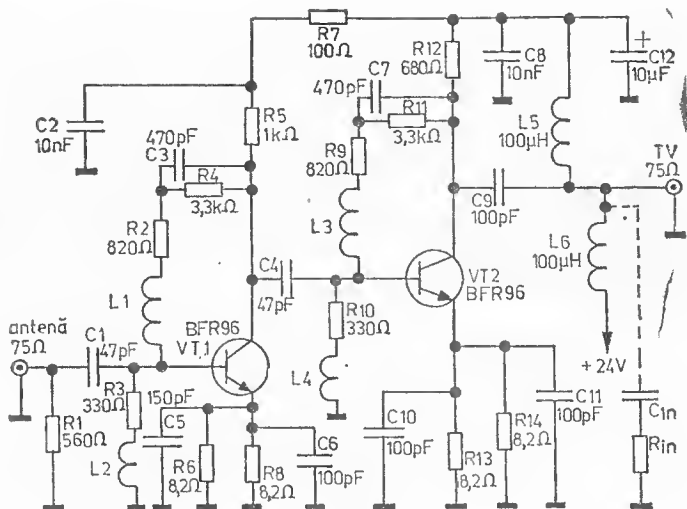 R7
100Ω
R12
680Ω
C8
10nF
+
C12
10µF
C7
470pF
R11
3,3kΩ
C2
10nF
R5
1kΩ
470pF
C3
R4
3,3kΩ
R9
820Ω
L5
100µH
TV
75Ω
C9
100pF
R2
820Ω
L3
L6
100µH
L1
C4
47pF
VT2
BFR96
R10
330Ω
antenă
75Ω
C1
47pF
BFR96
VT1
L4
+24V
R3
330Ω
150pF
C5
R1
560Ω
L2
R6
8,2Ω
R8
8,2Ω
C6
100pF
C10
100pF
R13
8,2Ω
R14
8,2Ω
C11
100pF
C1n
Rin